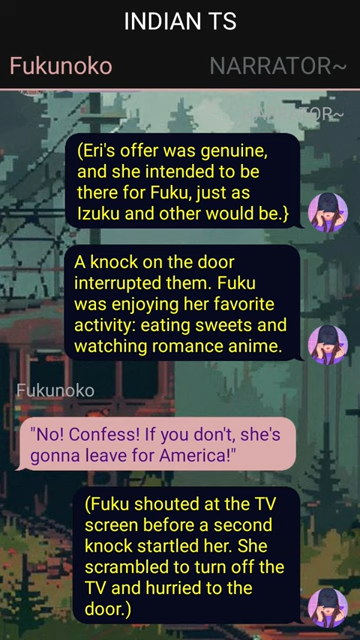 INDIAN TS
Fukunoko
NARRATOR~
(Eri's offer was genuine,
and she intended to be
there for Fuku, just as
Izuku and other would be.}
A knock on the door
interrupted them. Fuku
was enjoying her favorite
activity: eating sweets and
watching romance anime.
Fukunoko
"No! Confess! If you don't, she's
gonna leave for America!"
(Fuku shouted at the TV
screen before a second
knock startled her. She
scrambled to turn off the
TV and hurried to the
door.)